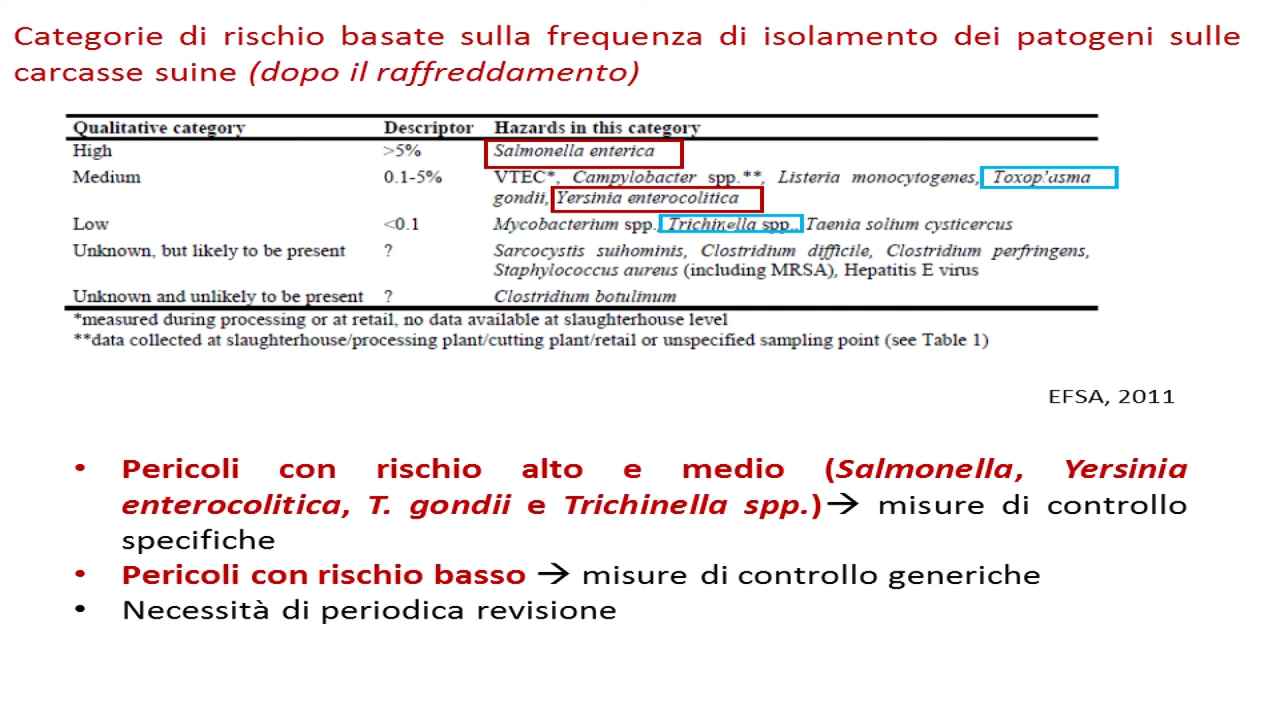 Categorie di rischio basate sulla frequenza di isolamento dei patogeni sulle
carcasse suine (dopo il raffreddamento)
Qualitative category Descriptor Hazards in this category
High >5% Salmonella enterica
Medium 0.1-5% VTEC*, Campylobacter spp.**, Listeria monocytogenes, Toxoplasma
gondii, Yersinia enterocolitica
Low <0.1 Mycobacterium spp. Trichinella spp., Taenia solium cysticercus
Unknown, but likely to be present ? Sarcocystis suihominis, Clostridium difficile, Clostridium perfringens,
Staphylococcus aureus (including MRSA), Hepatitis E virus
Unknown and unlikely to be present ? Clostridium botulinum
*measured during processing or at retail, no data available at slaughterhouse level
**data collected at slaughterhouse/processing plant/cutting plant/retail or unspecified sampling point (see Table 1)
EFSA, 2011
• Pericoli con rischio alto e medio (Salmonella, Yersinia
enterocolitica, T. gondii e Trichinella spp.)→ misure di controllo
specifiche
• Pericoli con rischio basso → misure di controllo generiche
• Necessità di periodica revisione